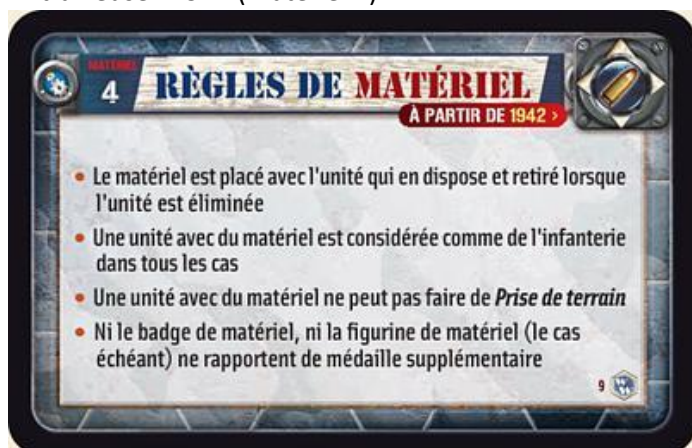 MATÉRIEL
4
RÈGLES DE MATÉRIEL
À PARTIR DE 1942 >
• Le matériel est placé avec l'unité qui en dispose et retiré lorsque
l'unité est éliminée
• Une unité avec du matériel est considérée comme de l'infanterie
dans tous les cas
• Une unité avec du matériel ne peut pas faire de Prise de terrain
• Ni le badge de matériel, ni la figurine de matériel (le cas
échéant) ne rapportent de médaille supplémentaire
9